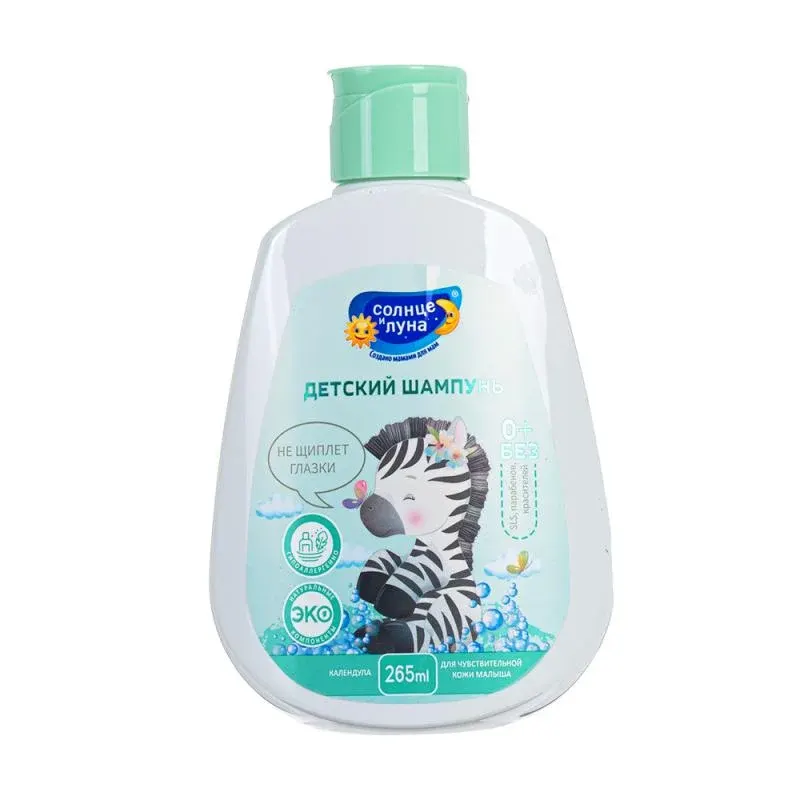 СОЛНЦЕ
И ЛУНА
®
Создано мамами для мам
ДЕТСКИЙ ШАМПУНЬ
НЕ ЩИПЛЕТ
ГЛАЗКИ
0+
БЕЗ
SLS, парабенов,
красителей
ГИПОАЛЛЕРГЕННО
НАТУРАЛЬНЫЕ
ЭКО
КОМПОНЕНТЫ
КАЛЕНДУЛА
265ml
ДЛЯ ЧУВСТВИТЕЛЬНОЙ
КОЖИ МАЛЫША